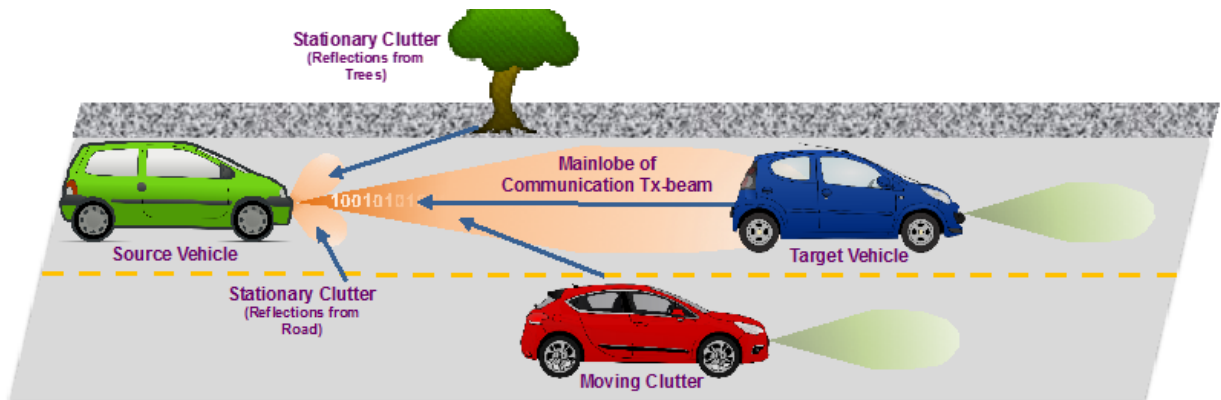 Stationary Clutter
(Reflections from
Trees)
Mainlobe of
Communication Tx-beam
10010101
Source Vehicle
Target Vehicle
Stationary Clutter
(Reflections from
Road)
Moving Clutter